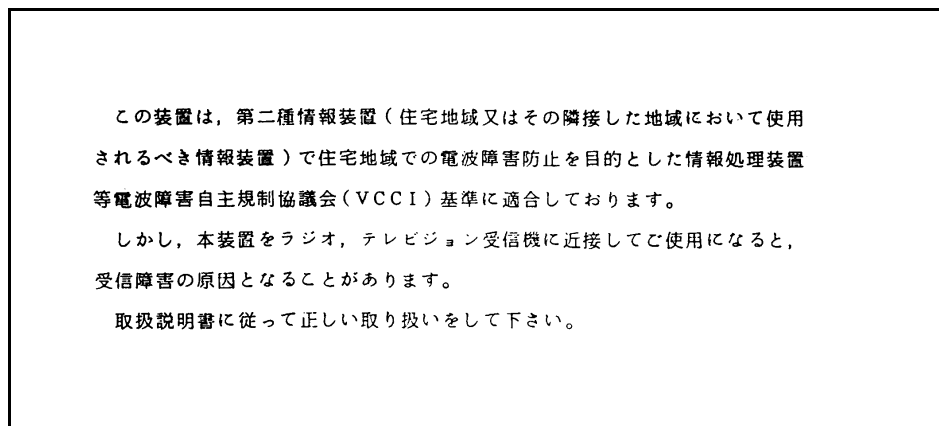 この装置は，第二種情報装置（住宅地域又はその隣接した地域において使用
されるべき情報装置）で住宅地域での電波障害防止を目的とした情報処理装置
等電波障害自主規制協議会（ＶＣＣＩ）基準に適合しております。
しかし，本装置をラジオ，テレビジョン受信機に近接してご使用になると，
受信障害の原因となることがあります。
取扱説明書に従って正しい取り扱いをして下さい。